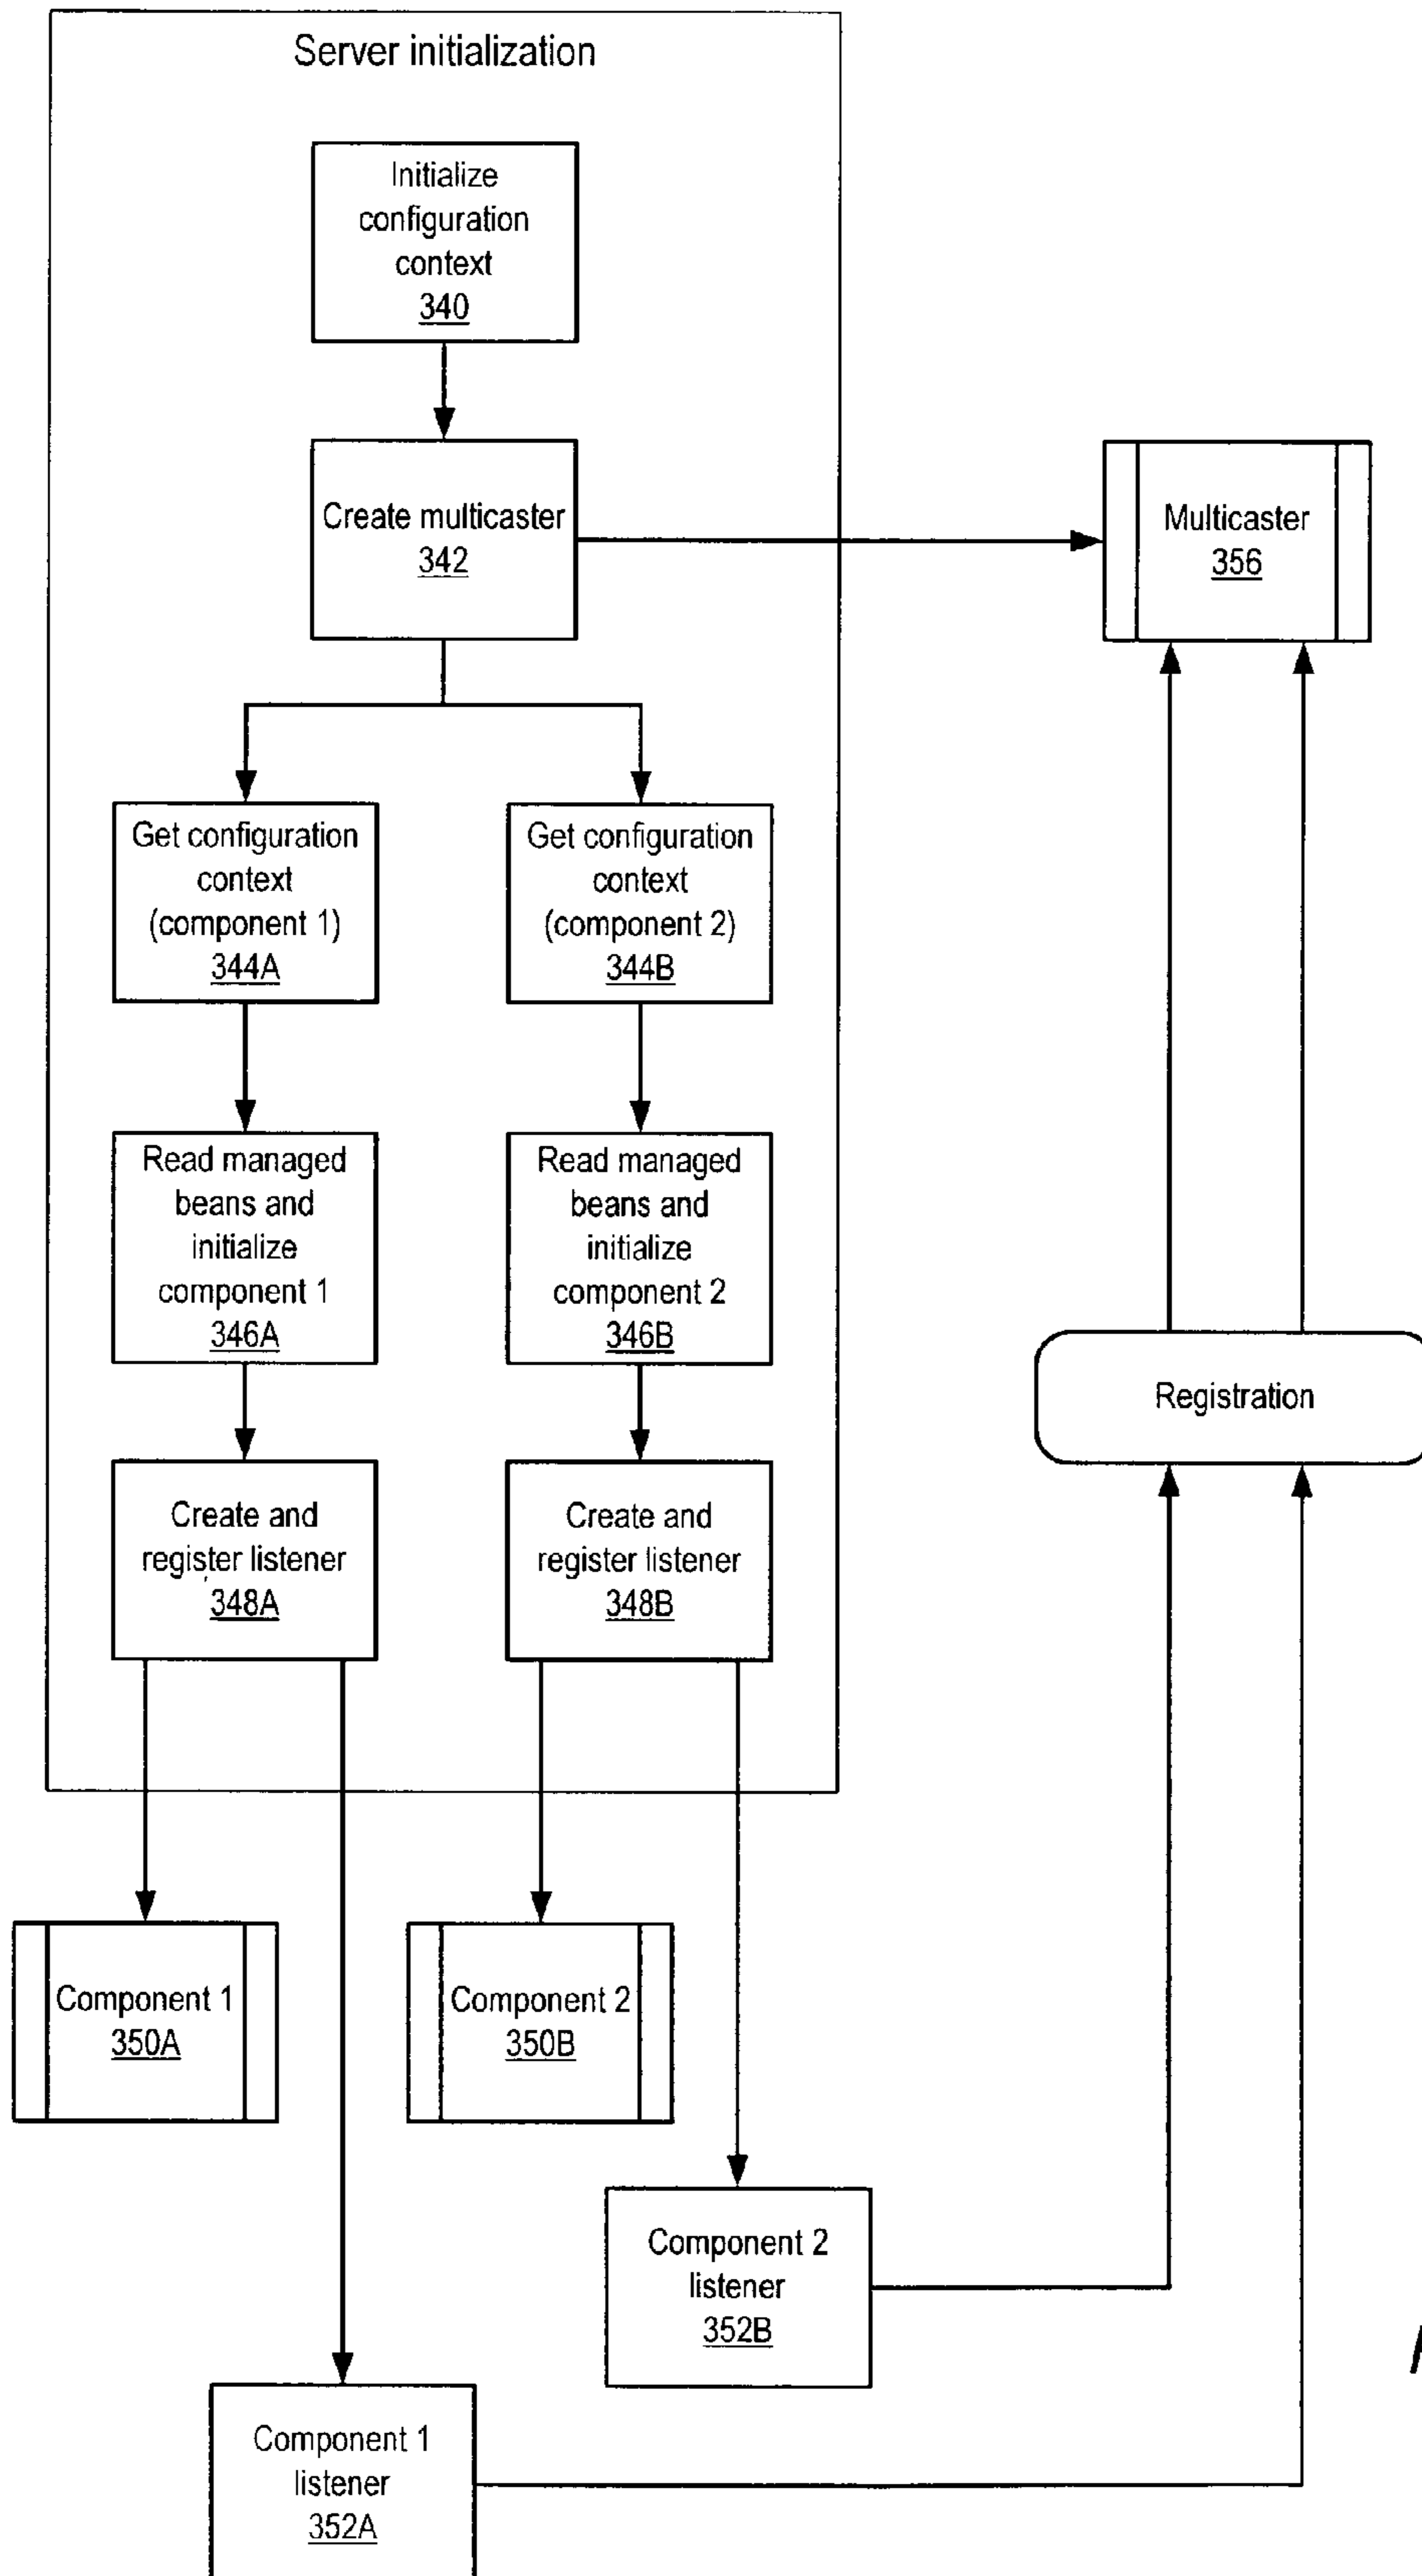 Server initialization
Initialize
configuration
context
340
Create multicaster
342
Multicaster
356
Get configuration
context
(component 1)
344A
Get configuration
context
(component 2)
344B
Read managed
beans and
initialize
component 1
346A
Read managed
beans and
initialize
component 2
346B
Registration
Create and
register listener
348A
Create and
register listener
348B
Component 1
350A
Component 2
350B
Component 2
listener
352B
Component 1
listener
352A